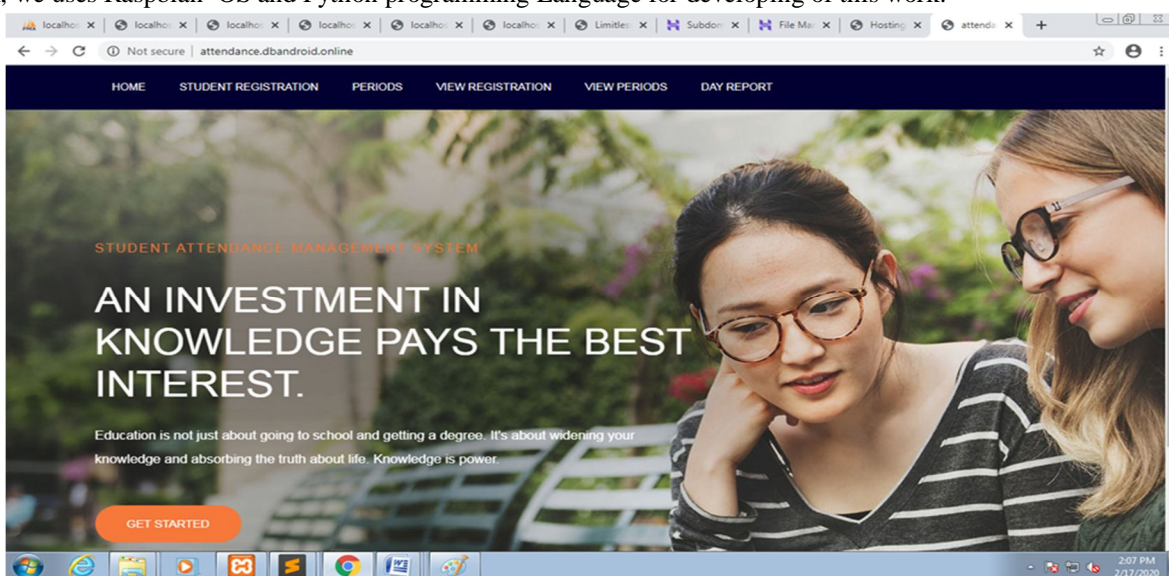 , we uses Raspbian OS and Python programming Language for developing of this work.
localhos localhos localhos localhos localhos localhos Limitles Subdom File Man Hosting attenda
Not secure | attendance.dbandroid.online
HOME STUDENT REGISTRATION PERIODS VIEW REGISTRATION VIEW PERIODS DAY REPORT
STUDENT ATTENDANCE MANAGEMENT SYSTEM
AN INVESTMENT IN
KNOWLEDGE PAYS THE BEST
INTEREST.
Education is not just about going to school and getting a degree. It's about widening your
knowledge and absorbing the truth about life. Knowledge is power.
GET STARTED
2:07 PM
2/17/2020